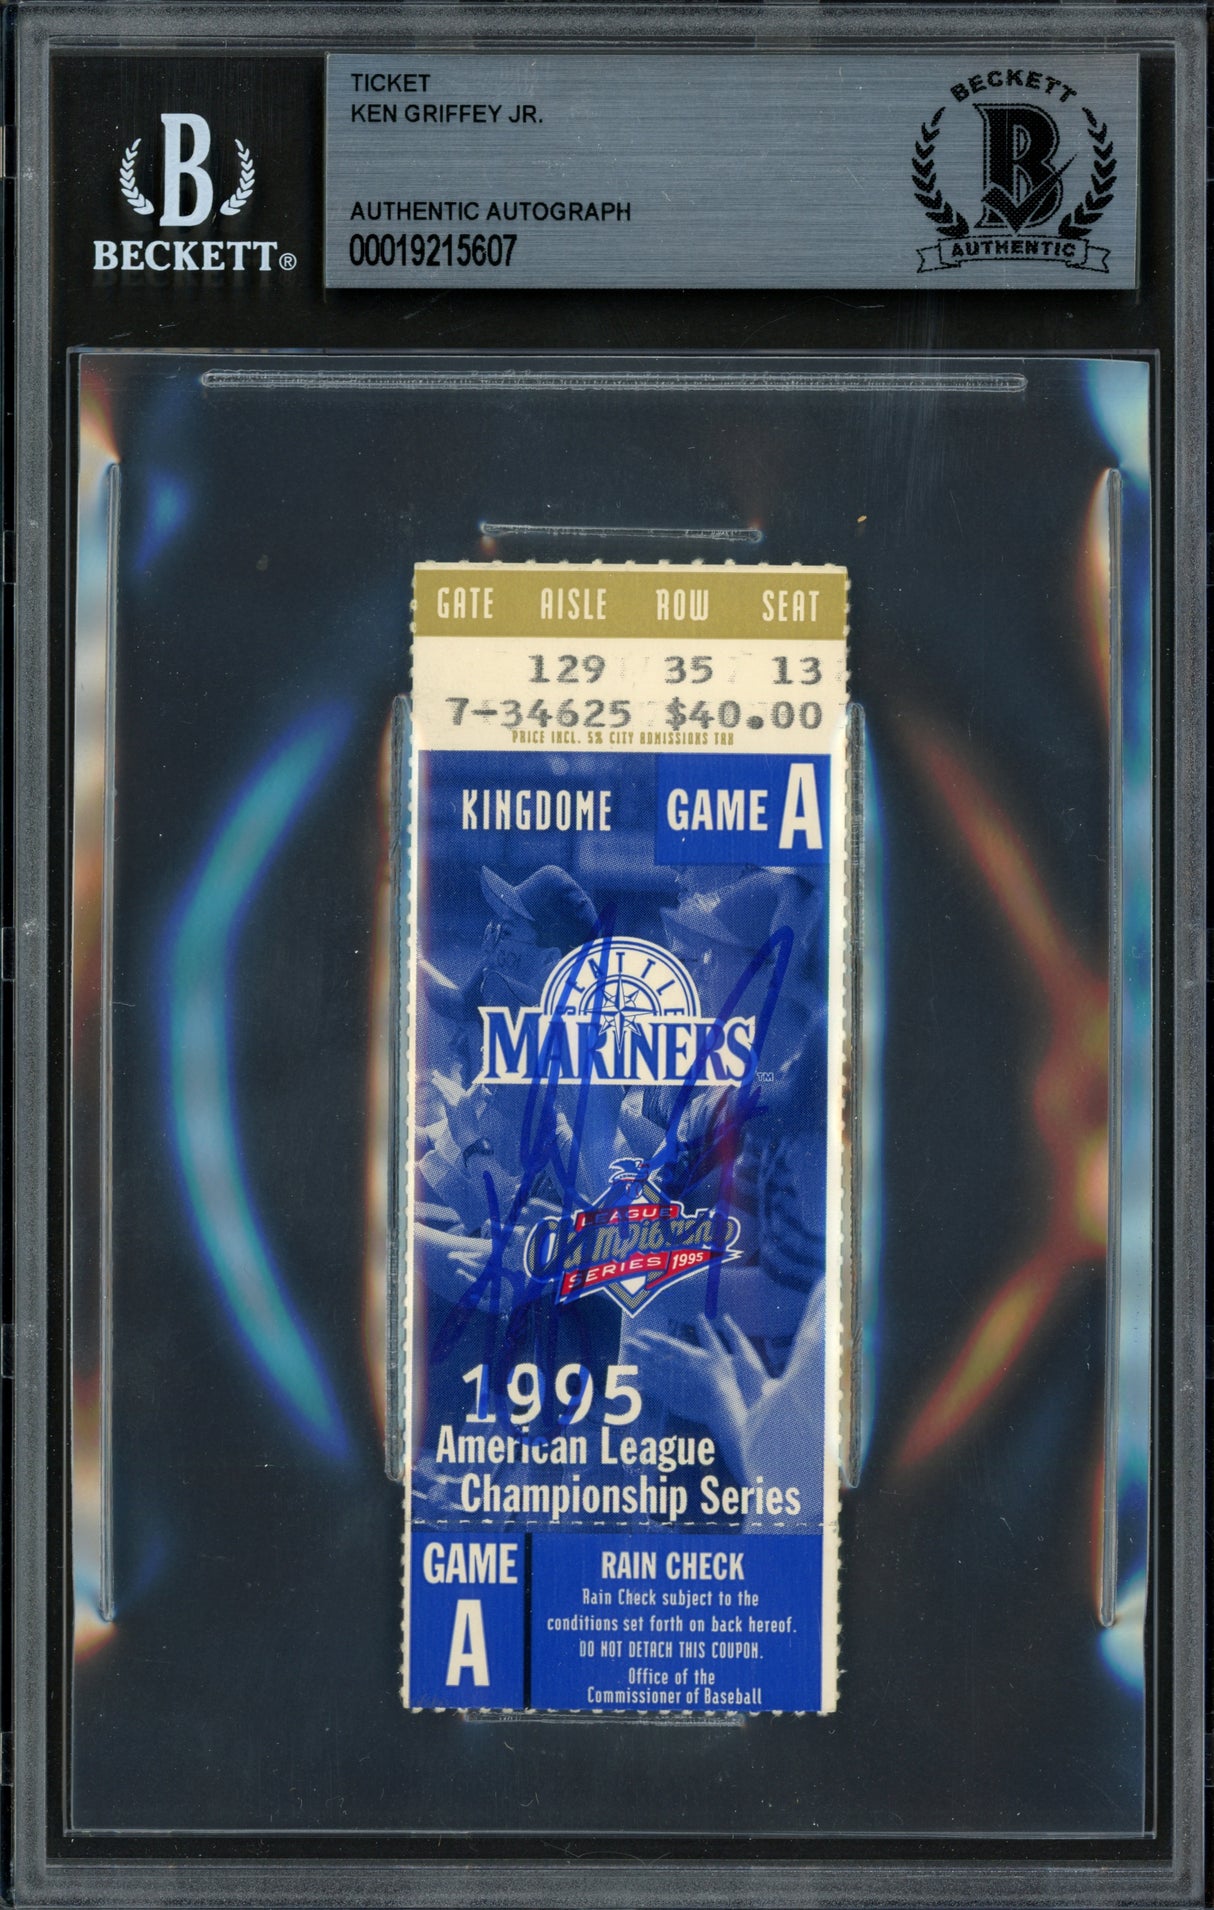 TICKET
KEN GRIFFEY JR.
AUTHENTIC AUTOGRAPH
00019215607
B
BECKETT®
BECKETT
B
AUTHENTIC
GATE AISLE ROW SEAT
129 35 13
7-34625 $40.00
PRICE INCL. 5% CITY ADMISSIONS TAX
KINGDOME
GAME A
SEATTLE
MARINERS
TM
LEAGUE
Championship
SERIES 1995
1995
American League
Championship Series
GAME
A
RAIN CHECK
Rain Check subject to the
conditions set forth on back hereof.
DO NOT DETACH THIS COUPON.
Office of the
Commissioner of Baseball